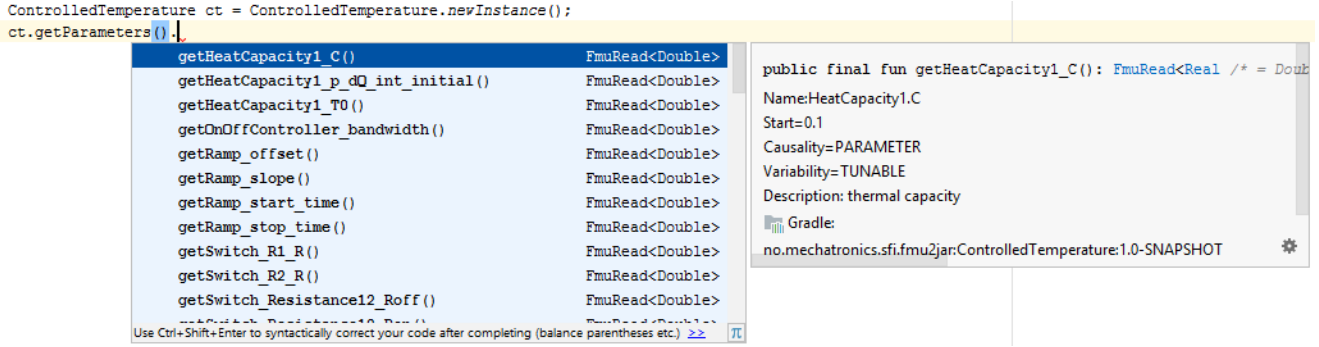 ControlledTemperature ct = ControlledTemperature.newInstance();
ct.getParameters().
getHeatCapacity1_C() FmuRead<Double>
getHeatCapacity1_p_dQ_int_initial() FmuRead<Double>
getHeatCapacity1_T0() FmuRead<Double>
getOnOffController_bandwidth() FmuRead<Double>
getRamp_offset() FmuRead<Double>
getRamp_slope() FmuRead<Double>
getRamp_start_time() FmuRead<Double>
getRamp_stop_time() FmuRead<Double>
getSwitch_R1_R() FmuRead<Double>
getSwitch_R2_R() FmuRead<Double>
getSwitch_Resistance12_Roff() FmuRead<Double>
Use Ctrl+Shift+Enter to syntactically correct your code after completing (balance parentheses etc.) >> π
public final fun getHeatCapacity1_C(): FmuRead<Real /* = Doub
Name:HeatCapacity1.C
Start=0.1
Causality=PARAMETER
Variability=TUNABLE
Description: thermal capacity
Gradle:
no.mechatronics.sfi.fmu2jar:ControlledTemperature:1.0-SNAPSHOT